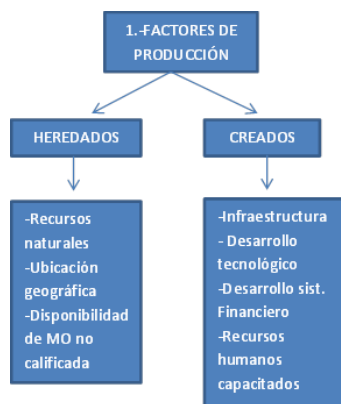 1.-FACTORES DE
PRODUCCIÓN
HEREDADOS
CREADOS
-Recursos
naturales
-Ubicación
geográfica
-Disponibilidad
de MO no
calificada
-Infraestructura
- Desarrollo
tecnológico
-Desarrollo sist.
Financiero
-Recursos
humanos
capacitados